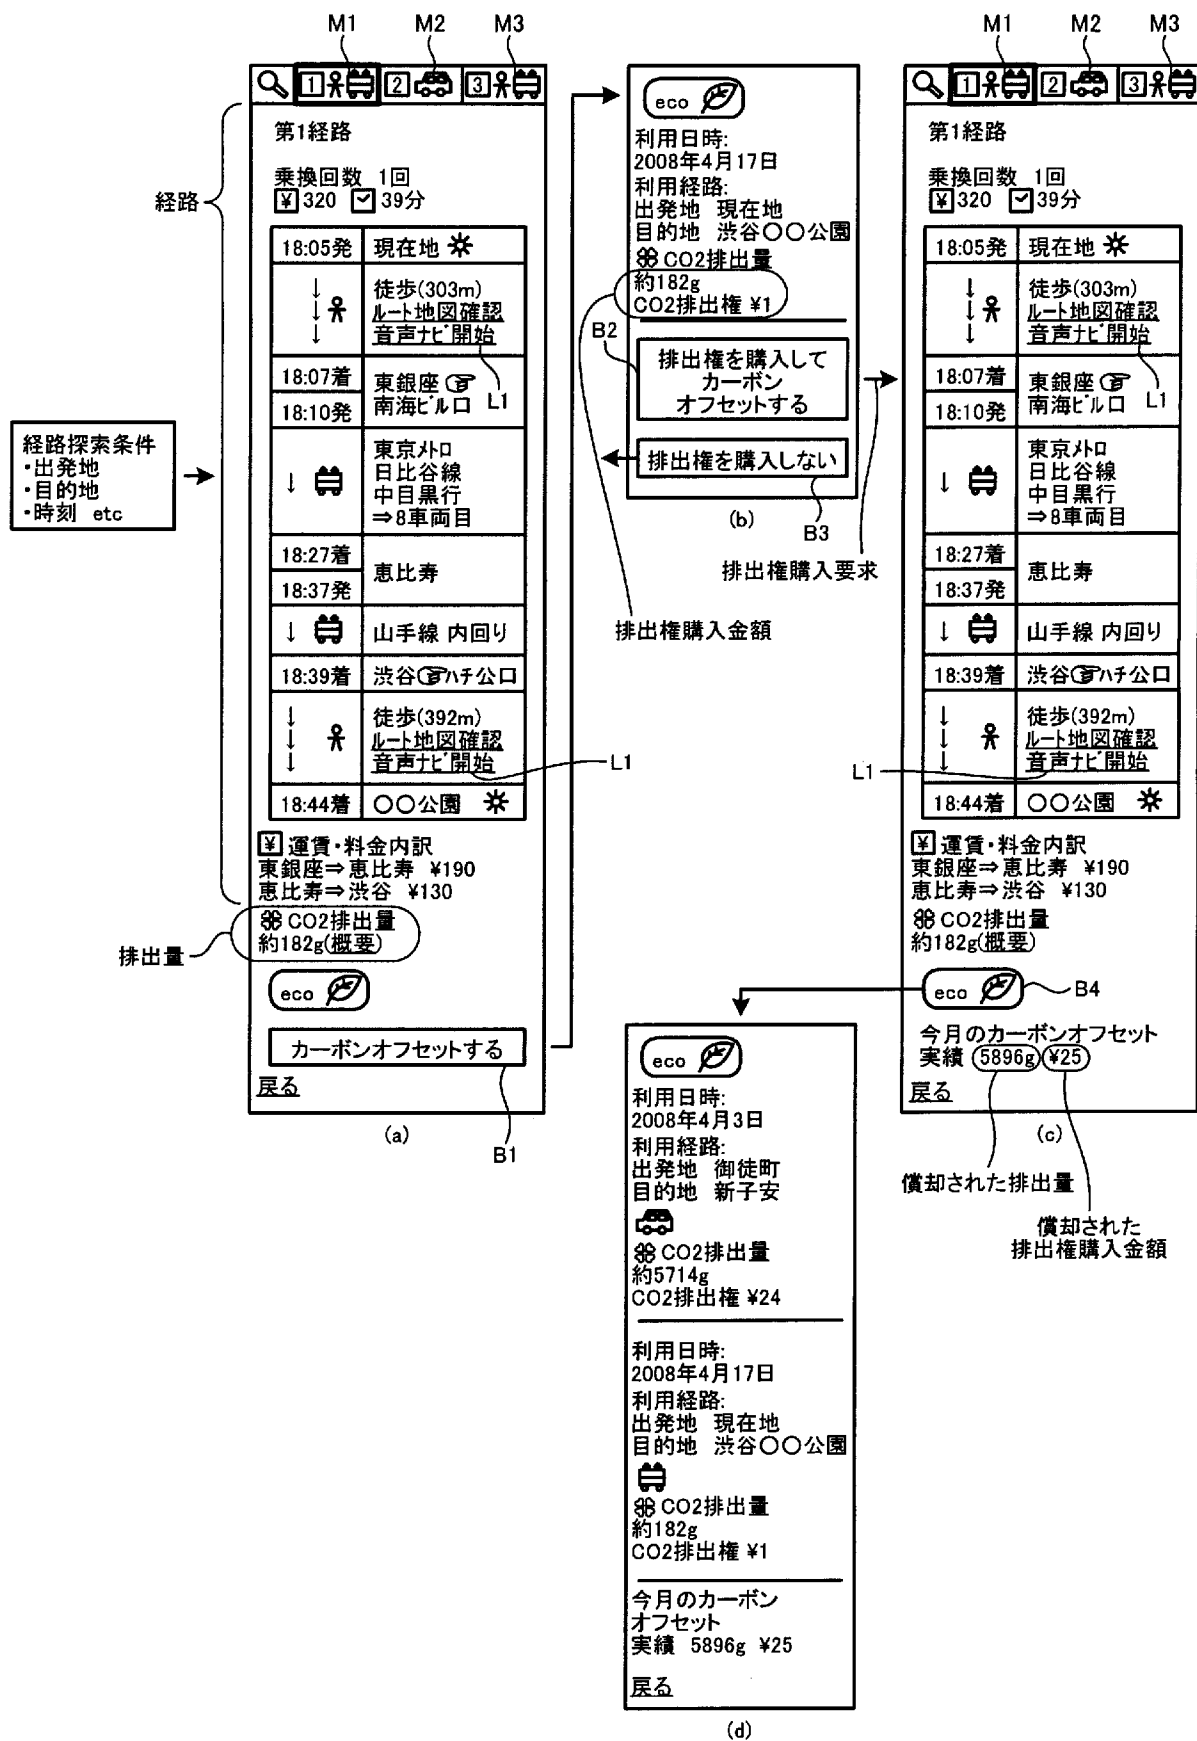 経路探索条件
・出発地
・目的地
・時刻 etc
M1
M2
M3
1
2
3
第1経路
乗換回数 1回
¥ 320 39分
経路
18:05発 現在地
↓
↓
↓
徒歩(303m)
ルート地図確認
音声ナビ開始
18:07着
18:10発
東銀座
南海ビル口
L1
↓
東京メトロ
日比谷線
中目黒行
⇒8車両目
18:27着
18:37発
恵比寿
↓ 山手線 内回り
18:39着 渋谷 ハチ公口
↓
↓
↓
徒歩(392m)
ルート地図確認
音声ナビ開始
L1
18:44着 〇〇公園
¥ 運賃・料金内訳
東銀座⇒恵比寿 ¥190
恵比寿⇒渋谷 ¥130
CO2排出量
約182g(概要)
排出量
eco
カーボンオフセットする
戻る
(a)
B1
eco
利用日時:
2008年4月17日
利用経路:
出発地 現在地
目的地 渋谷〇〇公園
CO2排出量
約182g
CO2排出権 ¥1
B2
排出権を購入して
カーボン
オフセットする
排出権を購入しない
(b)
B3
排出権購入要求
排出権購入金額
M1
M2
M3
1
2
3
第1経路
乗換回数 1回
¥ 320 39分
18:05発 現在地
↓
↓
↓
徒歩(303m)
ルート地図確認
音声ナビ開始
18:07着
18:10発
東銀座
南海ビル口
L1
↓
東京メトロ
日比谷線
中目黒行
⇒8車両目
18:27着
18:37発
恵比寿
↓ 山手線 内回り
18:39着 渋谷 ハチ公口
↓
↓
↓
徒歩(392m)
ルート地図確認
音声ナビ開始
L1
18:44着 〇〇公園
¥ 運賃・料金内訳
東銀座⇒恵比寿 ¥190
恵比寿⇒渋谷 ¥130
CO2排出量
約182g(概要)
eco
B4
今月のカーボンオフセット
実績 5896g ¥25
戻る
(c)
償却された排出量
償却された
排出権購入金額
eco
利用日時:
2008年4月3日
利用経路:
出発地 御徒町
目的地 新子安
CO2排出量
約5714g
CO2排出権 ¥24
利用日時:
2008年4月17日
利用経路:
出発地 現在地
目的地 渋谷〇〇公園
CO2排出量
約182g
CO2排出権 ¥1
今月のカーボン
オフセット
実績 5896g ¥25
戻る
(d)